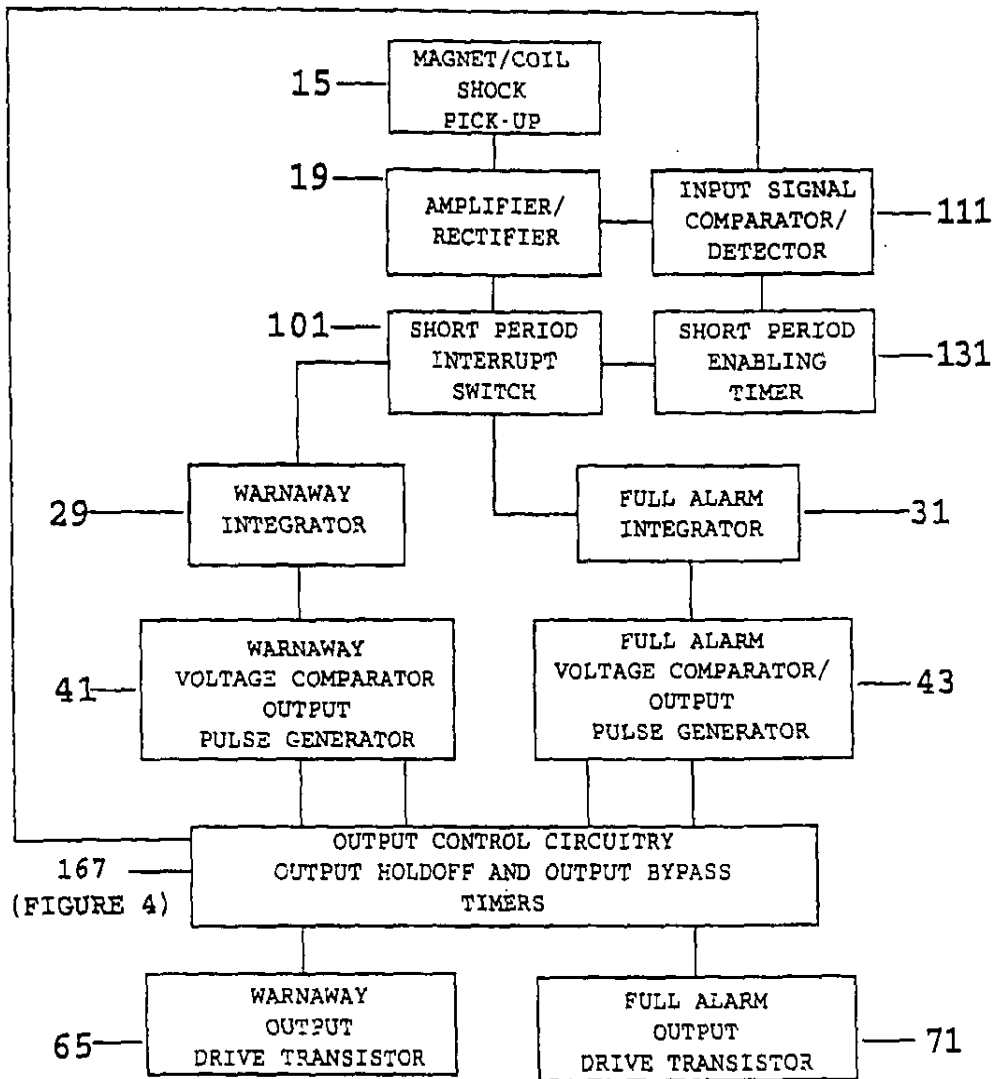 MAGNET/COIL
SHOCK
PICK-UP
15
19
AMPLIFIER/
RECTIFIER
INPUT SIGNAL
COMPARATOR/
DETECTOR
111
101
SHORT PERIOD
INTERRUPT
SWITCH
SHORT PERIOD
ENABLING
TIMER
131
29
WARNAWAY
INTEGRATOR
FULL ALARM
INTEGRATOR
31
41
WARNAWAY
VOLTAGE COMPARATOR
OUTPUT
PULSE GENERATOR
FULL ALARM
VOLTAGE COMPARATOR/
OUTPUT
PULSE GENERATOR
43
167
(FIGURE 4)
OUTPUT CONTROL CIRCUITRY
OUTPUT HOLDOFF AND OUTPUT BYPASS
TIMERS
65
WARNAWAY
OUTPUT
DRIVE TRANSISTOR
FULL ALARM
OUTPUT
DRIVE TRANSISTOR
71